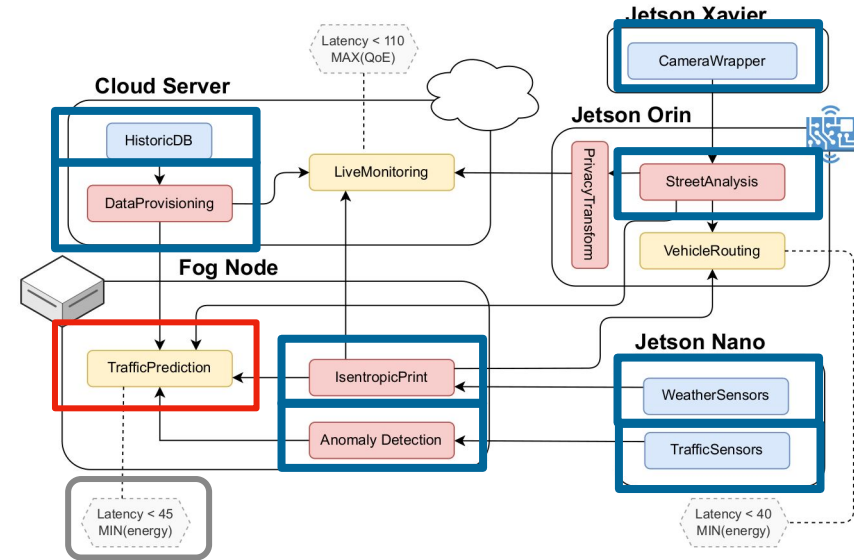 Jetson Xavier
Latency < 110
MAX(QoE)
CameraWrapper
Cloud Server
Jetson Orin
HistoricDB
LiveMonitoring
PrivacyTransform
StreetAnalysis
DataProvisioning
VehicleRouting
Fog Node
Jetson Nano
TrafficPrediction
IsentropicPrint
WeatherSensors
Anomaly Detection
TrafficSensors
Latency < 45
MIN(energy)
Latency < 40
MIN(energy)